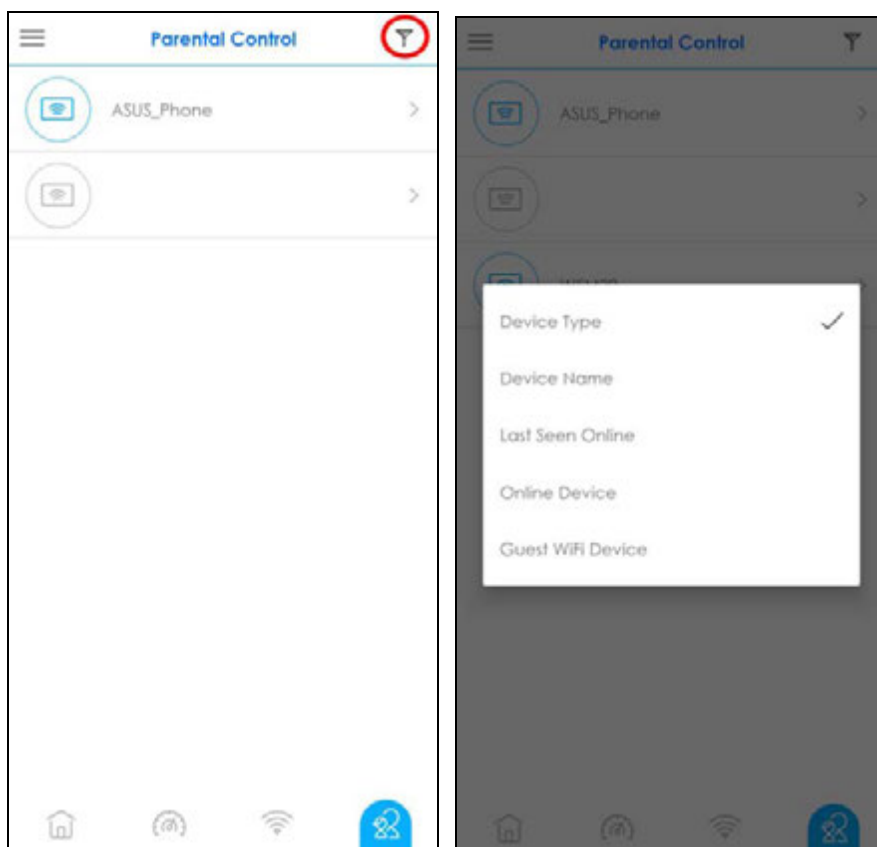 Parental Control
ASUS_Phone
Parental Control
ASUS_Phone
Device Type
Device Name
Last Seen Online
Online Device
Guest WiFi Device